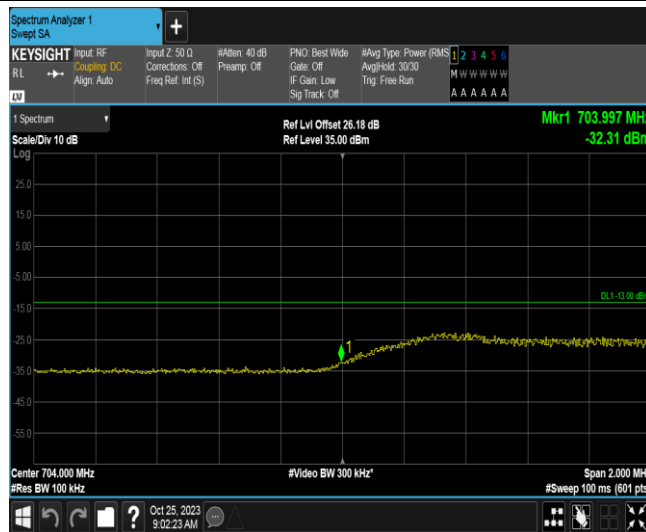 Spectrum Analyzer 1
Swept SA
+
KEYSIGHT
RL
LXI
Input: RF
Coupling: DC
Align: Auto
Input Z: 50 Ω
Corrections: Off
Freq Ref: Int (S)
#Atten: 40 dB
Preamp: Off
PNO: Best Wide
Gate: Off
IF Gain: Low
Sig Track: Off
#Avg Type: Power (RMS
Avg|Hold: 30/30
Trig: Free Run
1 2 3 4 5 6
M W W W W W
A A A A A A
1 Spectrum
Scale/Div 10 dB
Log
Ref Lvl Offset 26.18 dB
Ref Level 35.00 dBm
Mkr1 703.997 MHz
-32.31 dBm
25.0
15.0
5.00
-5.00
-15.0
-25.0
-35.0
-45.0
-55.0
DL1 -13.00 dBm
1
Center 704.000 MHz
#Res BW 100 kHz
#Video BW 300 kHz*
Span 2.000 MH
#Sweep 100 ms (601 pts
?
Oct 25, 2023
9:02:23 AM